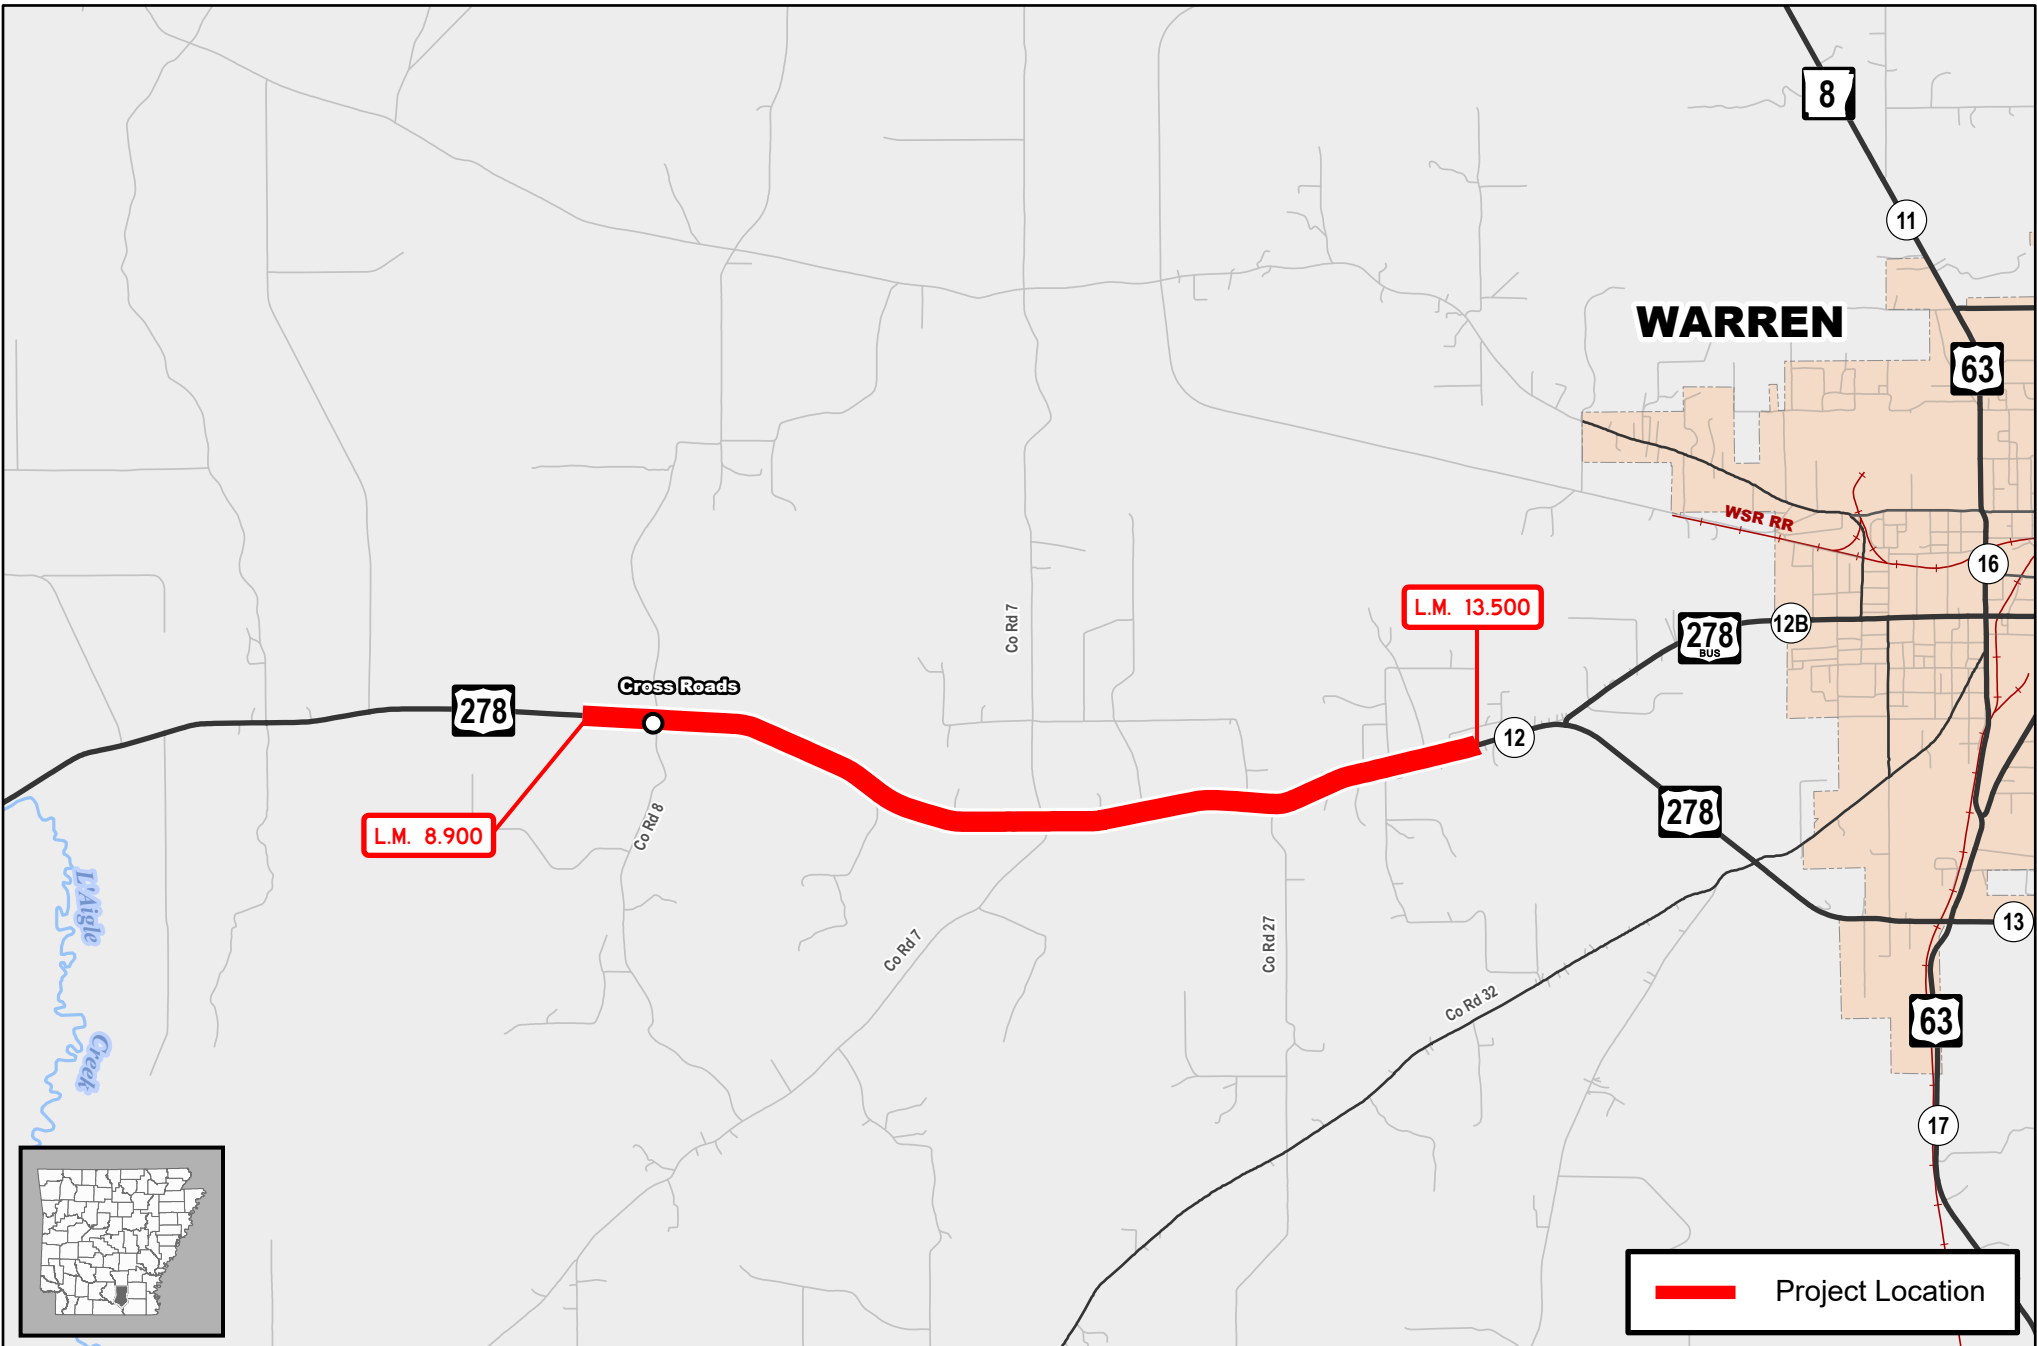 8
11
WARREN
63
WSR RR
16
L.M. 13.500
Co Rd 7
278
BUS
12B
Cross Roads
278
12
278
L.M. 8.900
Co Rd 8
L'Aigle
Creek
Co Rd 7
Co Rd 27
13
Co Rd 32
63
17
Project Location